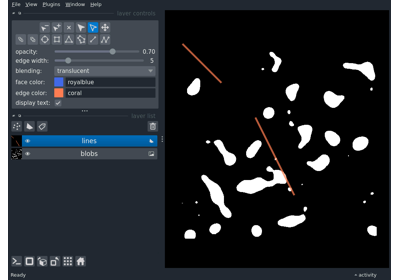 File View Plugins Window Help
layer controls
opacity: 0.70
edge width: 5
blending: translucent
face color: royalblue
edge color: coral
display text:
layer list
lines
blobs
Ready
activity